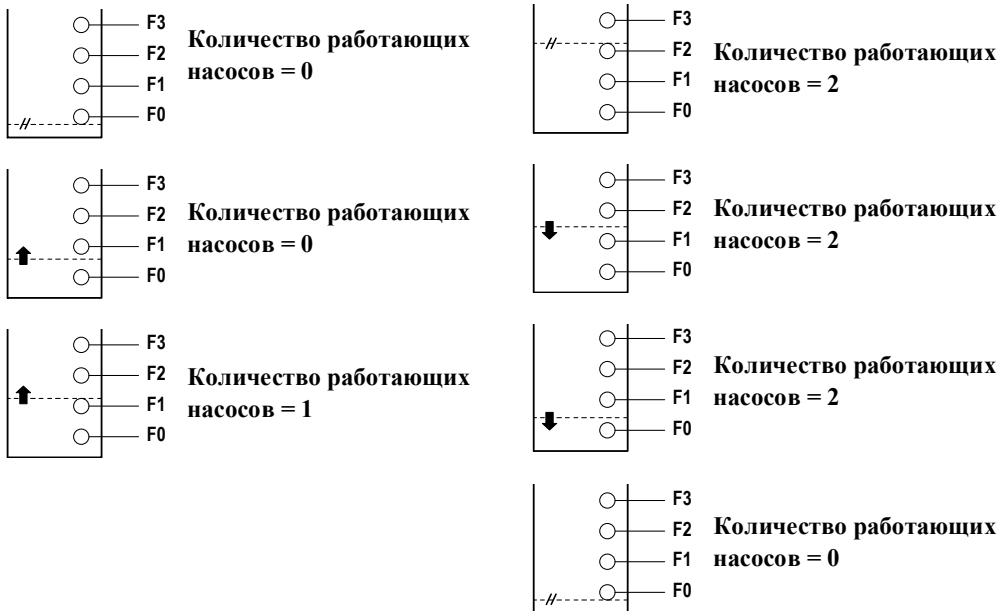 F3
F2
F1
F0
Количество работающих
насосов = 0
F3
F2
F1
F0
Количество работающих
насосов = 0
F3
F2
F1
F0
Количество работающих
насосов = 1
F3
F2
F1
F0
Количество работающих
насосов = 2
F3
F2
F1
F0
Количество работающих
насосов = 2
F3
F2
F1
F0
Количество работающих
насосов = 2
F3
F2
F1
F0
Количество работающих
насосов = 0